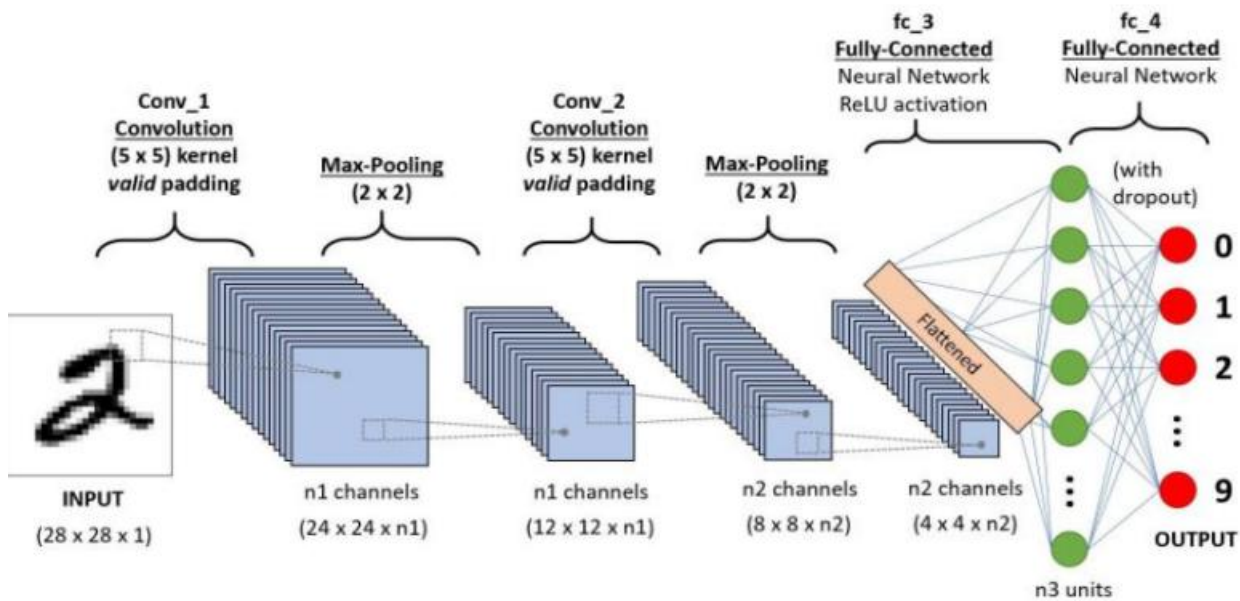 fc_3
Fully-Connected
Neural Network
ReLU activation
fc_4
Fully-Connected
Neural Network
Conv_1
Convolution
(5 x 5) kernel
valid padding
Max-Pooling
(2 x 2)
Conv_2
Convolution
(5 x 5) kernel
valid padding
Max-Pooling
(2 x 2)
(with
dropout)
Flattened
0
1
2
9
2
INPUT
(28 x 28 x 1)
n1 channels
(24 x 24 x n1)
n1 channels
(12 x 12 x n1)
n2 channels
(8 x 8 x n2)
n2 channels
(4 x 4 x n2)
n3 units
OUTPUT